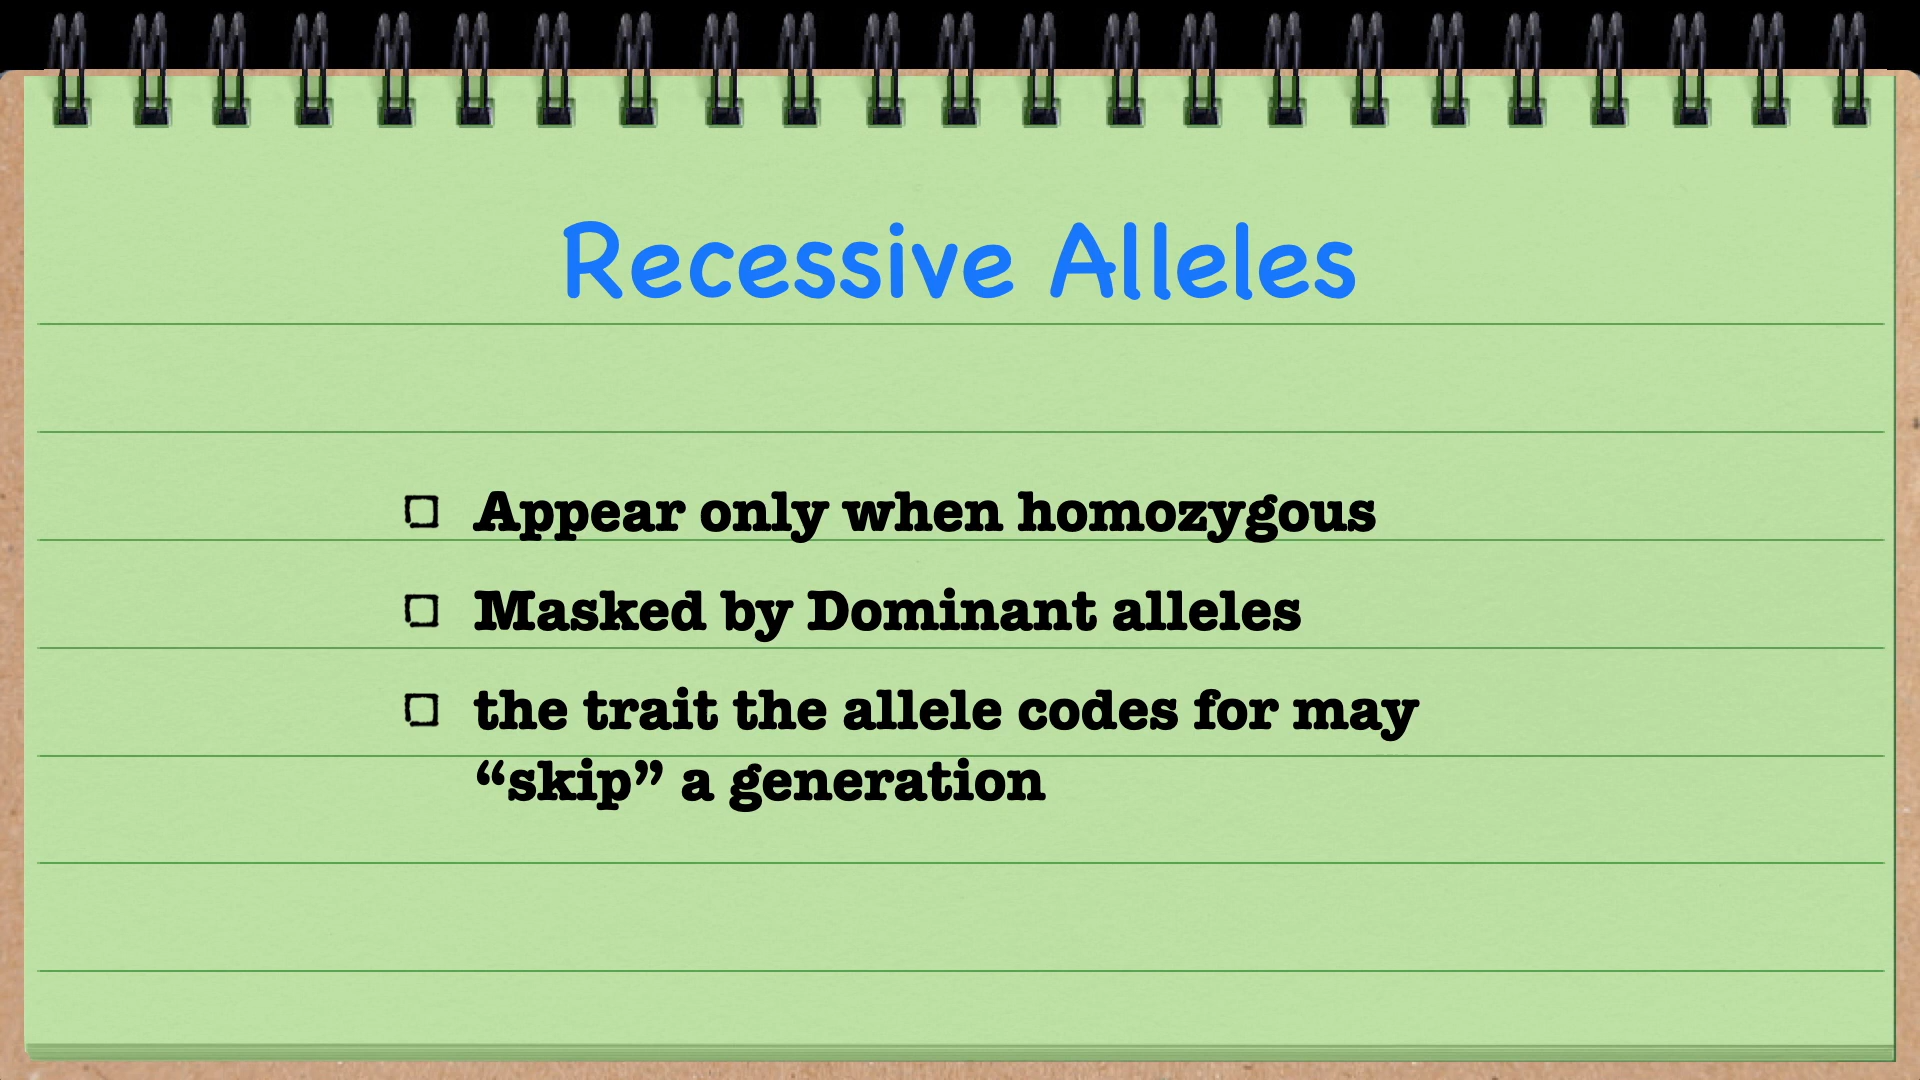 Recessive Alleles
Appear only when homozygous
Masked by Dominant alleles
the trait the allele codes for may
“skip” a generation